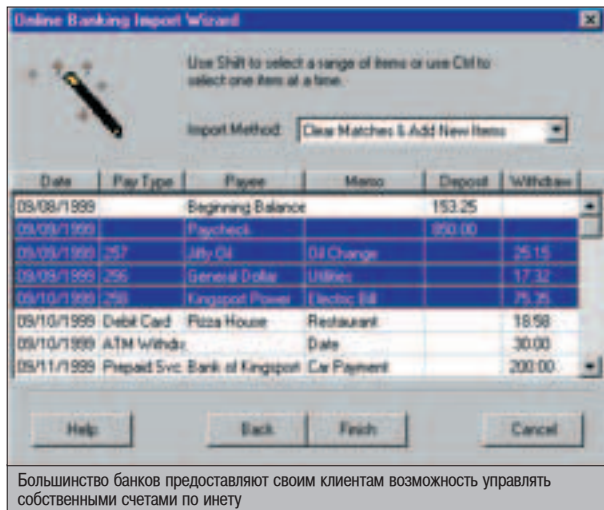 Online Banking Import Wizard
Use Shift to select a range of items or use Ctrl to
select one item at a time.
Import Method: Clear Matches & Add New Items
Date Pay Type Payee Memo Deposit Withdraw
09/08/1999 Beginning Balance 153.25
09/09/1999 Paycheck 850.00
09/09/1999 257 Jiffy Oil Oil Change 25.15
09/09/1999 256 General Dollar Utilities 17.32
09/10/1999 258 Kingsport Power Electric Bill 75.35
09/10/1999 Debit Card Pizza House Restaurant 18.58
09/10/1999 ATM Withdra Date 30.00
09/11/1999 Prepaid Svc. Bank of Kingsport Car Payment 200.00
Help Back Finish Cancel
Большинство банков предоставляют своим клиентам возможность управлять
собственными счетами по инету